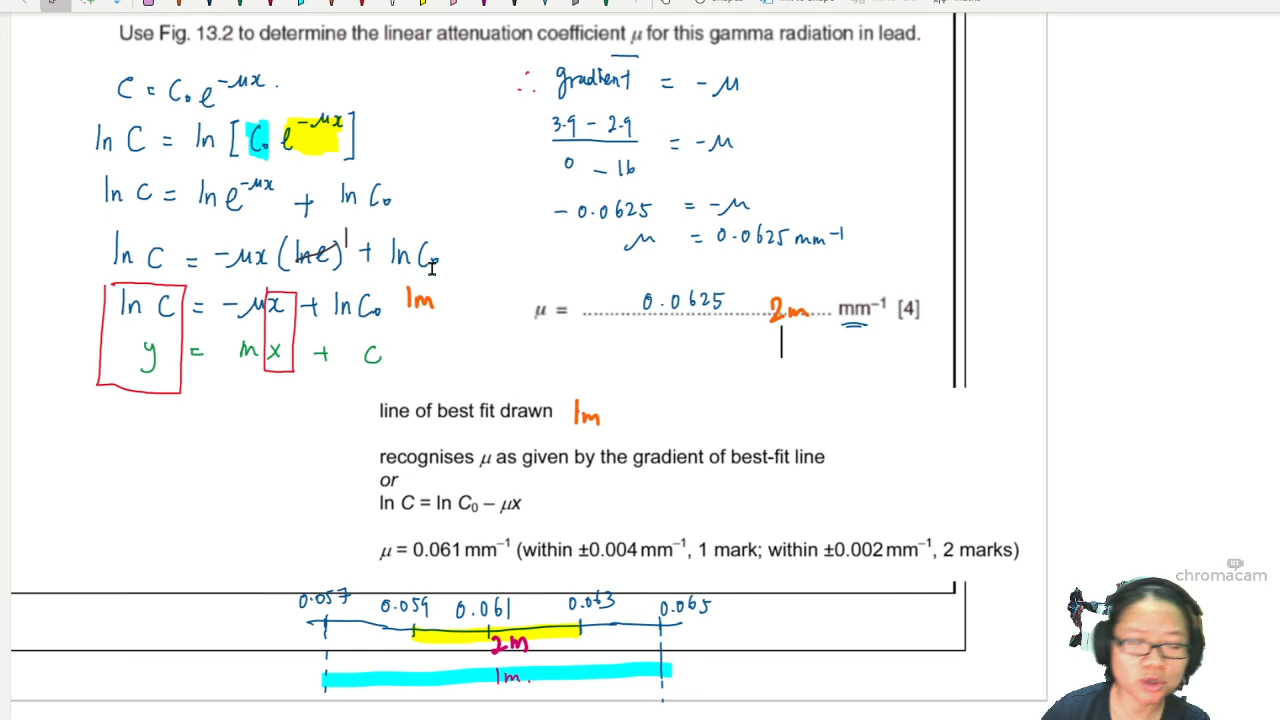 Use Fig. 13.2 to determine the linear attenuation coefficient μ for this gamma radiation in lead.
C = C₀ e^−μx .
ln C = ln [ C₀ e^−μx ]
ln C = ln e^−μx + ln C₀
ln C = −μx (ln e)^1 + ln C₀
ln C = −μx + ln C₀ 1m
y = m x + c
∴ gradient = −μ
3.9 − 2.9 / 0 − 16 = −μ
−0.0625 = −μ
μ = 0.0625 mm⁻¹
μ = .......... 0.0625 .......... 2m .... mm⁻¹ [4]
line of best fit drawn 1m
recognises μ as given by the gradient of best-fit line
or
ln C = ln C₀ − μx
μ = 0.061 mm⁻¹ (within ±0.004 mm⁻¹, 1 mark; within ±0.002 mm⁻¹, 2 marks)
0.057 0.059 0.061 0.063 0.065
2m
1m.
chromacam